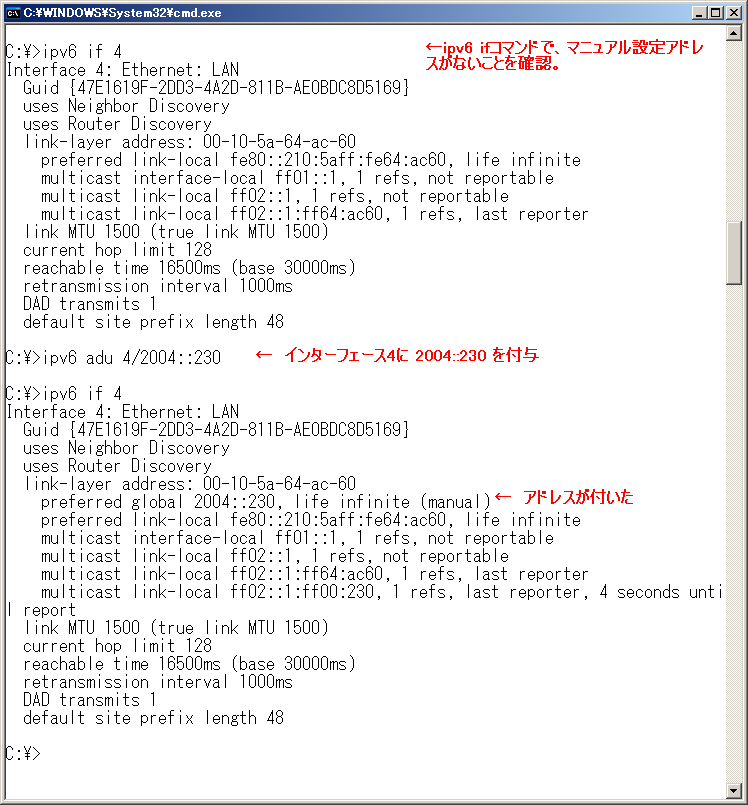 C:¥WINDOWS¥System32¥cmd.exe
C:¥>ipv6 if 4
←ipv6 ifコマンドで、マニュアル設定アドレ
スがないことを確認。
Interface 4: Ethernet: LAN
Guid {47E1619F-2DD3-4A2D-811B-AE0BDC8D5169}
uses Neighbor Discovery
uses Router Discovery
link-layer address: 00-10-5a-64-ac-60
preferred link-local fe80::210:5aff:fe64:ac60, life infinite
multicast interface-local ff01::1, 1 refs, not reportable
multicast link-local ff02::1, 1 refs, not reportable
multicast link-local ff02::1:ff64:ac60, 1 refs, last reporter
link MTU 1500 (true link MTU 1500)
current hop limit 128
reachable time 16500ms (base 30000ms)
retransmission interval 1000ms
DAD transmits 1
default site prefix length 48
C:¥>ipv6 adu 4/2004::230 ← インターフェース4に 2004::230 を付与
C:¥>ipv6 if 4
Interface 4: Ethernet: LAN
Guid {47E1619F-2DD3-4A2D-811B-AE0BDC8D5169}
uses Neighbor Discovery
uses Router Discovery
link-layer address: 00-10-5a-64-ac-60
preferred global 2004::230, life infinite (manual) ← アドレスが付いた
preferred link-local fe80::210:5aff:fe64:ac60, life infinite
multicast interface-local ff01::1, 1 refs, not reportable
multicast link-local ff02::1, 1 refs, not reportable
multicast link-local ff02::1:ff64:ac60, 1 refs, last reporter
multicast link-local ff02::1:ff00:230, 1 refs, last reporter, 4 seconds unti
l report
link MTU 1500 (true link MTU 1500)
current hop limit 128
reachable time 16500ms (base 30000ms)
retransmission interval 1000ms
DAD transmits 1
default site prefix length 48
C:¥>